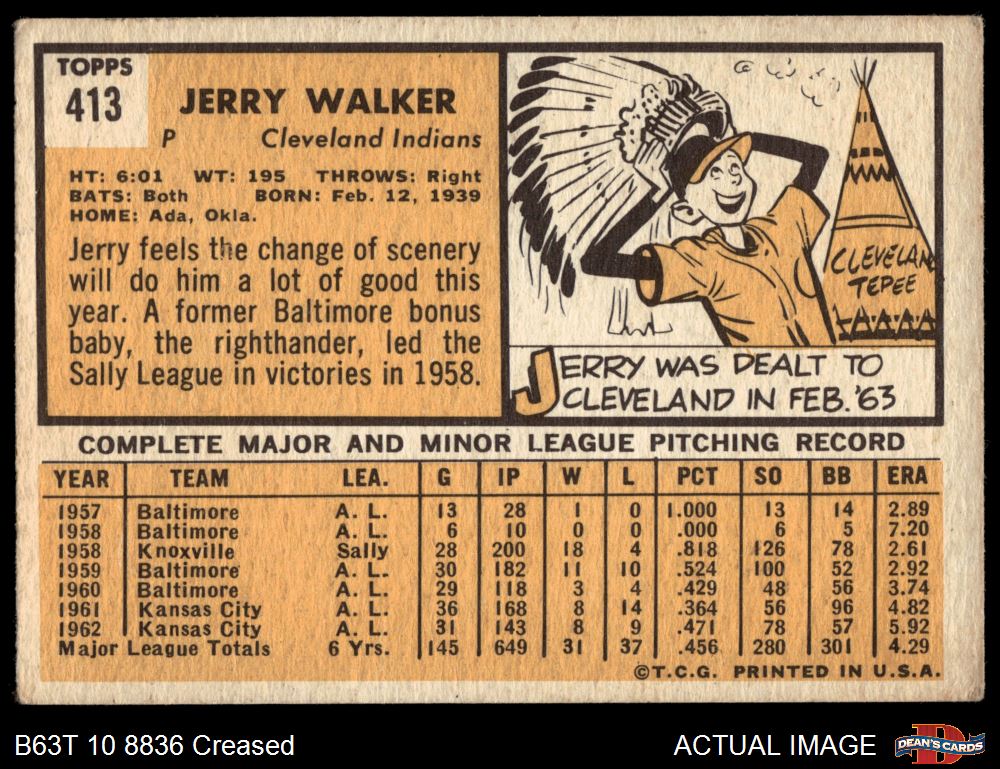 TOPPS
413
JERRY WALKER
P Cleveland Indians
HT: 6:01 WT: 195 THROWS: Right
BATS: Both BORN: Feb. 12, 1939
HOME: Ada, Okla.
Jerry feels the change of scenery
will do him a lot of good this
year. A former Baltimore bonus
baby, the righthander, led the
Sally League in victories in 1958.
CLEVELAN
TEPEE
JERRY WAS DEALT TO
CLEVELAND IN FEB. '63
COMPLETE MAJOR AND MINOR LEAGUE PITCHING RECORD
YEAR TEAM LEA. G IP W L PCT SO BB ERA
1957 Baltimore A. L. 13 28 1 0 1.000 13 14 2.89
1958 Baltimore A. L. 6 10 0 0 .000 6 5 7.20
1958 Knoxville Sally 28 200 18 4 .818 126 78 2.61
1959 Baltimore A. L. 30 182 11 10 .524 100 52 2.92
1960 Baltimore A. L. 29 118 3 4 .429 48 56 3.74
1961 Kansas City A. L. 36 168 8 14 .364 56 96 4.82
1962 Kansas City A. L. 31 143 8 9 .471 78 57 5.92
Major League Totals 6 Yrs. 145 649 31 37 .456 280 301 4.29
©T.C.G. PRINTED IN U.S.A.
B63T 10 8836 Creased
ACTUAL IMAGE
DEAN'S CARDS